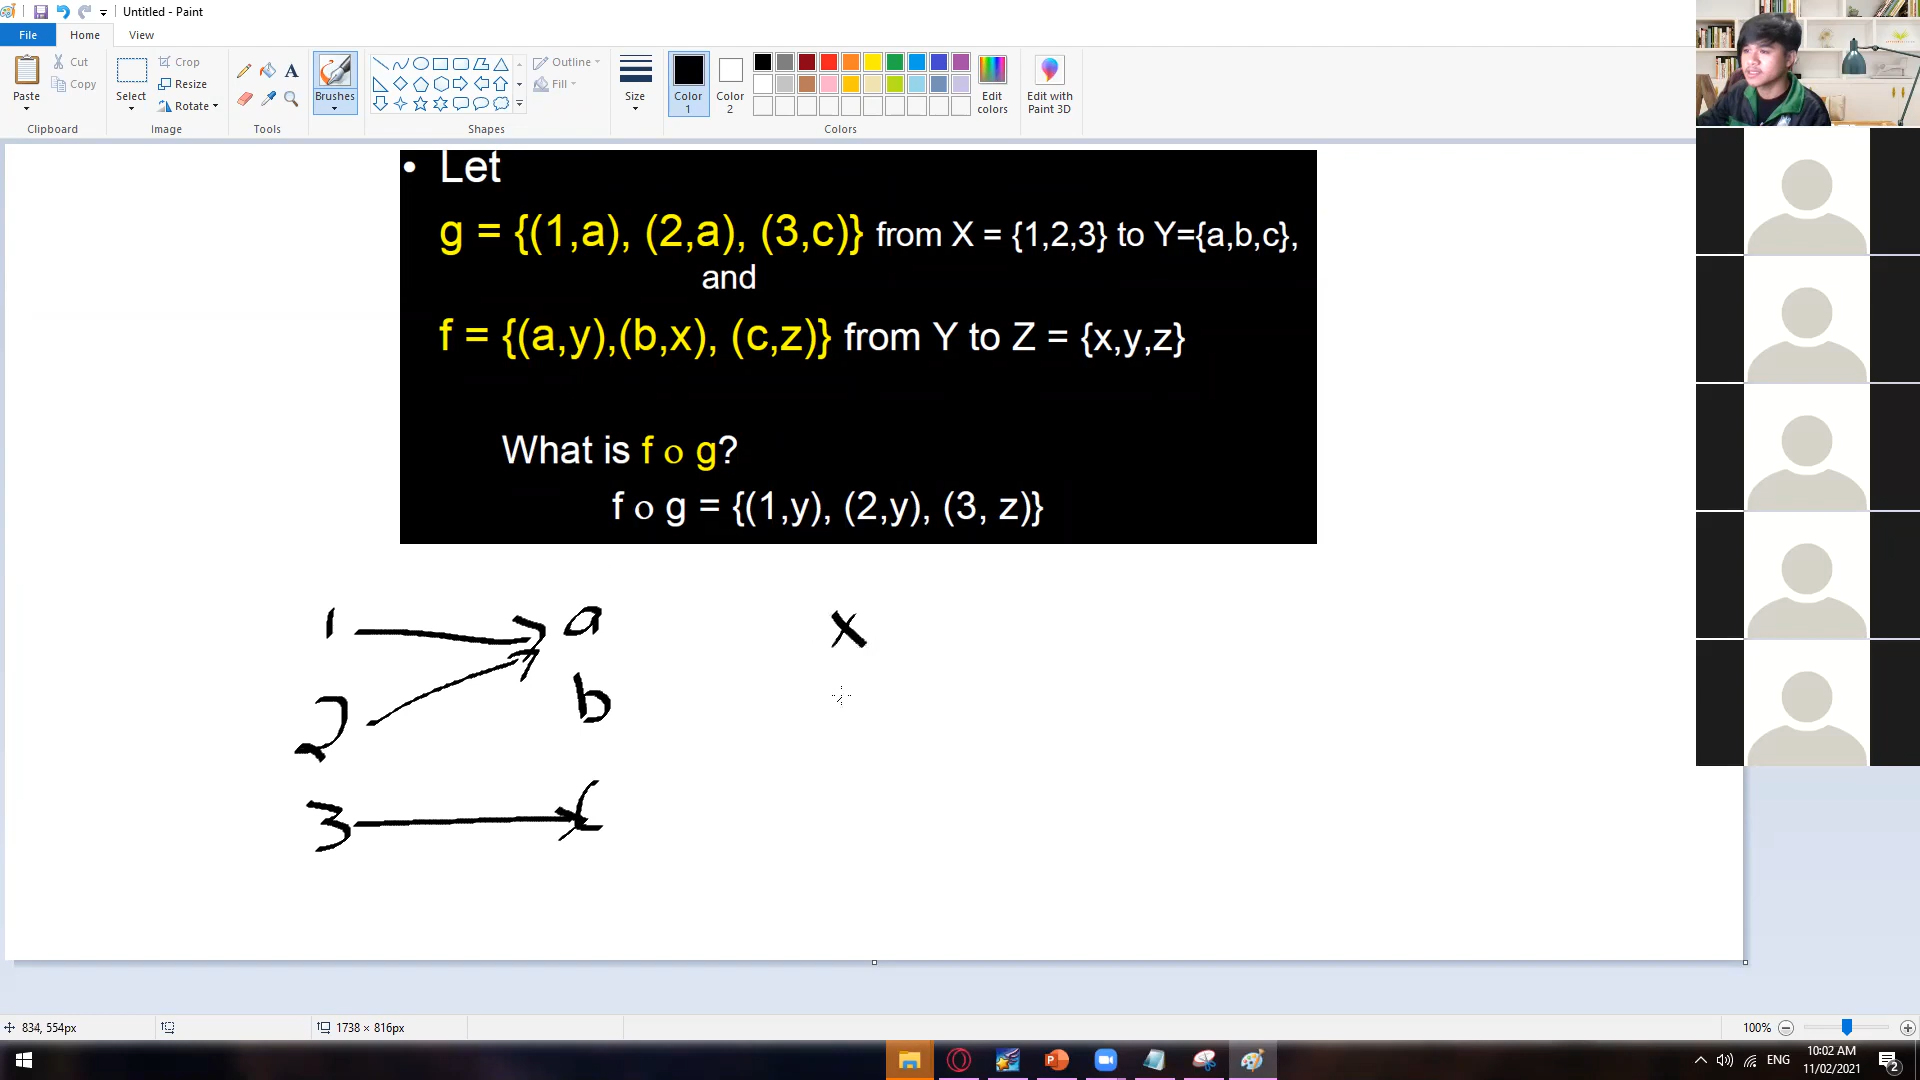 Untitled - Paint
File Home View
Paste
Cut
Copy
Clipboard
Select
Crop
Resize
Rotate
Image
Tools
Brushes
Shapes
Outline
Fill
Size
Color 1
Color 2
Edit colors
Colors
Edit with Paint 3D
• Let
g = {(1,a), (2,a), (3,c)} from X = {1,2,3} to Y={a,b,c},
and
f = {(a,y),(b,x), (c,z)} from Y to Z = {x,y,z}
What is f o g?
f o g = {(1,y), (2,y), (3, z)}
1 a x
2 b
3 c
834, 554px
1738 × 816px
100%
ENG
10:02 AM
11/02/2021
2